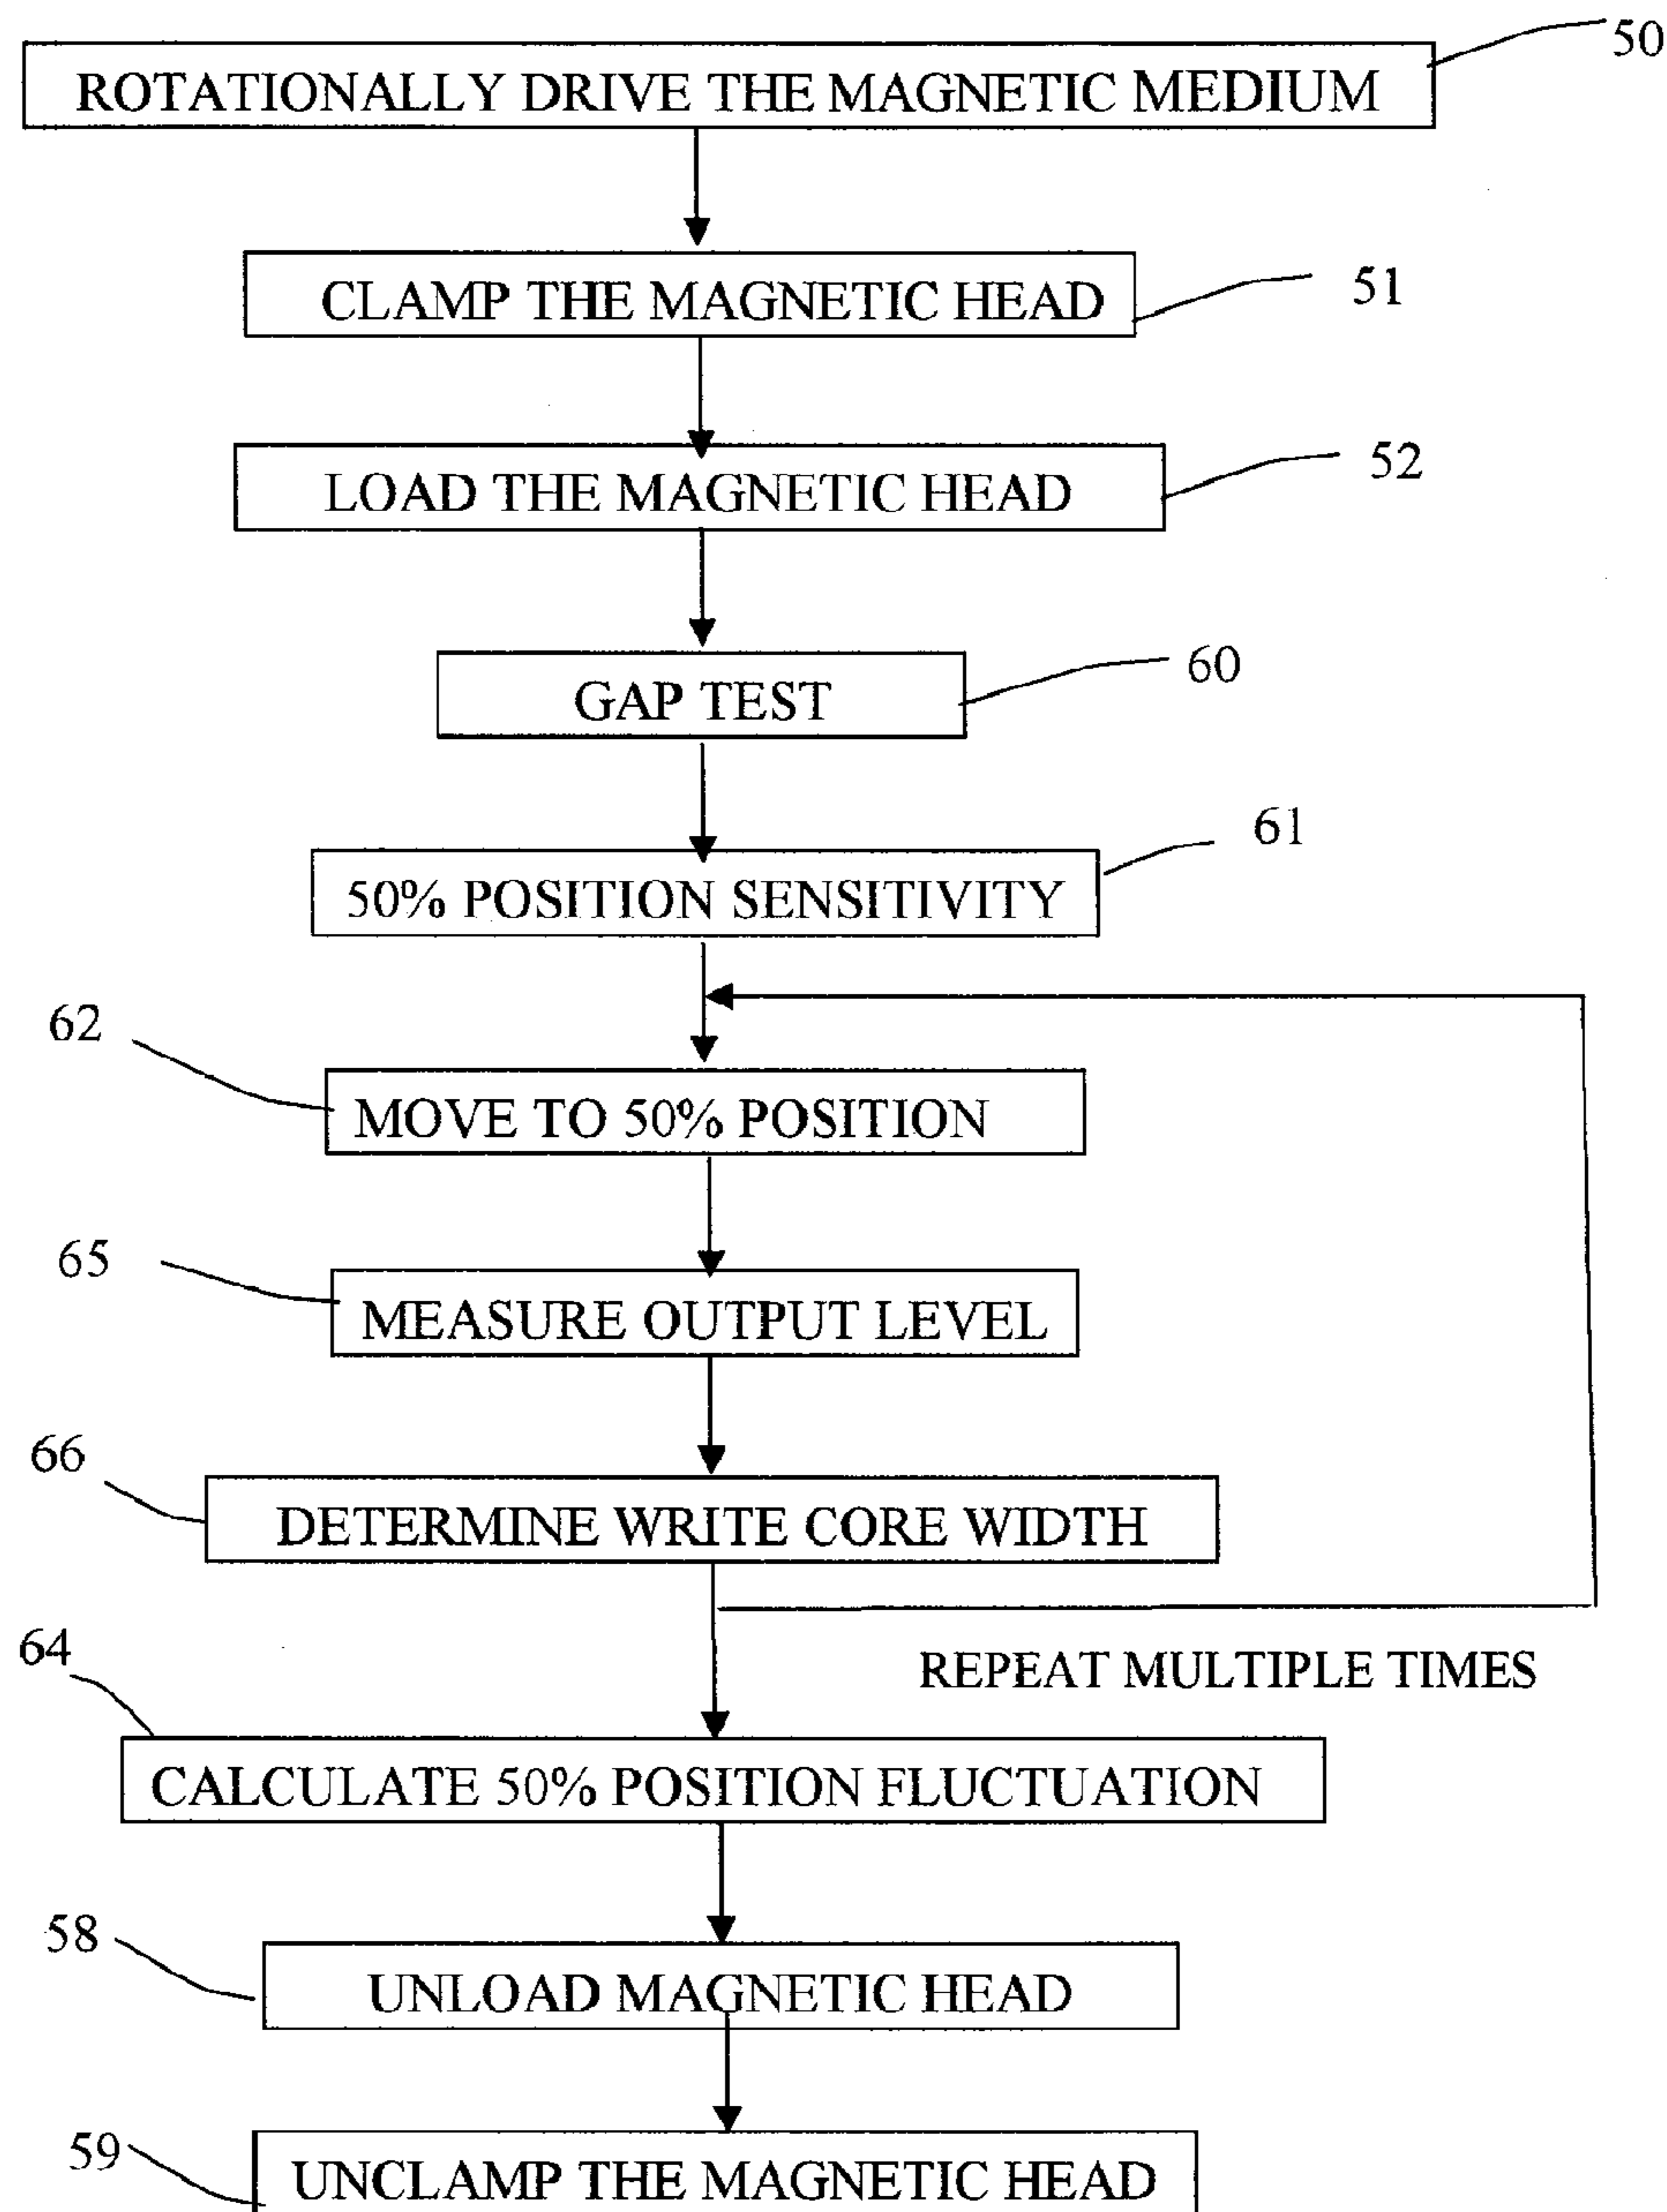 50
ROTATIONALLY DRIVE THE MAGNETIC MEDIUM
CLAMP THE MAGNETIC HEAD
51
LOAD THE MAGNETIC HEAD
52
GAP TEST
60
50% POSITION SENSITIVITY
61
62
MOVE TO 50% POSITION
65
MEASURE OUTPUT LEVEL
66
DETERMINE WRITE CORE WIDTH
REPEAT MULTIPLE TIMES
64
CALCULATE 50% POSITION FLUCTUATION
58
UNLOAD MAGNETIC HEAD
59
UNCLAMP THE MAGNETIC HEAD